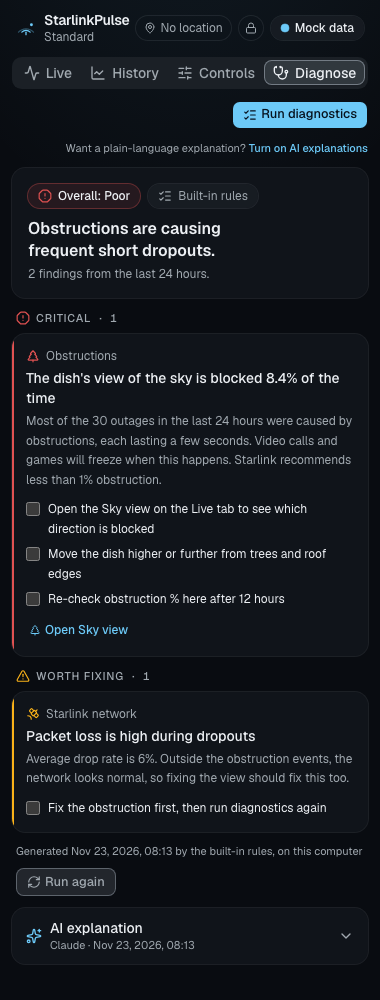 StarlinkPulse
Standard
No location
Mock data
Live
History
Controls
Diagnose
Run diagnostics
Want a plain-language explanation? Turn on AI explanations
Overall: Poor
Built-in rules
Obstructions are causing
frequent short dropouts.
2 findings from the last 24 hours.
CRITICAL · 1
Obstructions
The dish's view of the sky is blocked 8.4% of the
time
Most of the 30 outages in the last 24 hours were caused by
obstructions, each lasting a few seconds. Video calls and
games will freeze when this happens. Starlink recommends
less than 1% obstruction.
Open the Sky view on the Live tab to see which
direction is blocked
Move the dish higher or further from trees and roof
edges
Re-check obstruction % here after 12 hours
Open Sky view
WORTH FIXING · 1
Starlink network
Packet loss is high during dropouts
Average drop rate is 6%. Outside the obstruction events, the
network looks normal, so fixing the view should fix this too.
Fix the obstruction first, then run diagnostics again
Generated Nov 23, 2026, 08:13 by the built-in rules, on this computer
Run again
AI explanation
Claude · Nov 23, 2026, 08:13